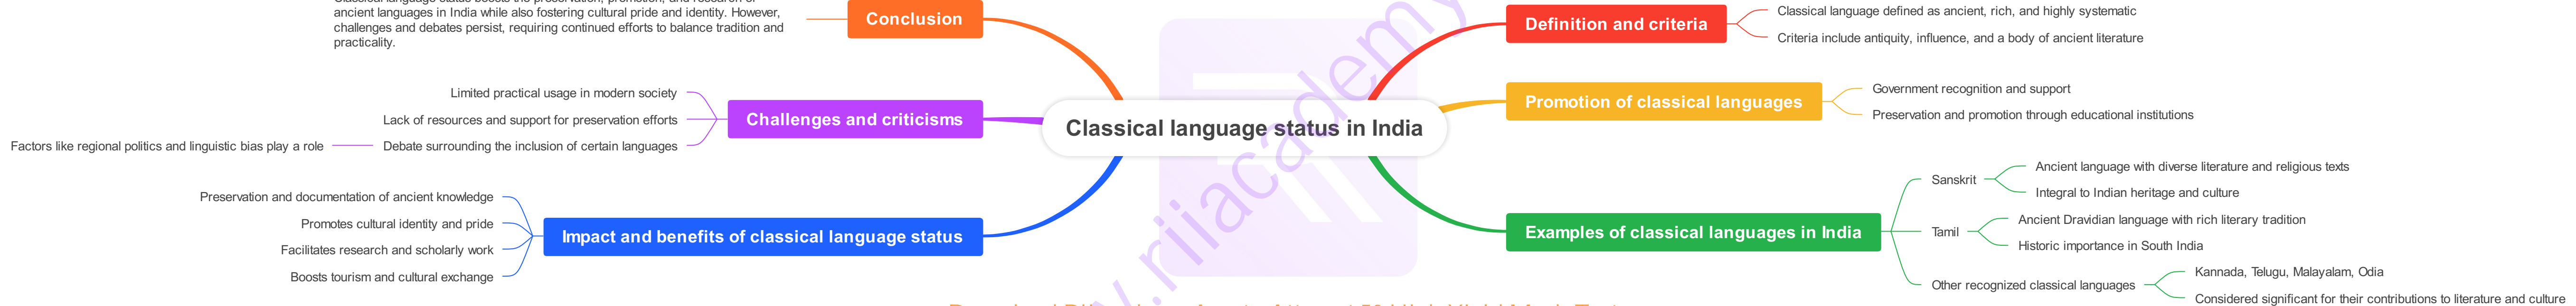 Classical language status in India
Definition and criteria
Classical language defined as ancient, rich, and highly systematic
Criteria include antiquity, influence, and a body of ancient literature
Promotion of classical languages
Government recognition and support
Preservation and promotion through educational institutions
Examples of classical languages in India
Sanskrit
Ancient language with diverse literature and religious texts
Integral to Indian heritage and culture
Tamil
Ancient Dravidian language with rich literary tradition
Historic importance in South India
Other recognized classical languages
Kannada, Telugu, Malayalam, Odia
Considered significant for their contributions to literature and culture
Impact and benefits of classical language status
Preservation and documentation of ancient knowledge
Promotes cultural identity and pride
Facilitates research and scholarly work
Boosts tourism and cultural exchange
Challenges and criticisms
Limited practical usage in modern society
Lack of resources and support for preservation efforts
Debate surrounding the inclusion of certain languages
Factors like regional politics and linguistic bias play a role
Conclusion
ancient languages in India while also fostering cultural pride and identity. However,
challenges and debates persist, requiring continued efforts to balance tradition and
practicality.